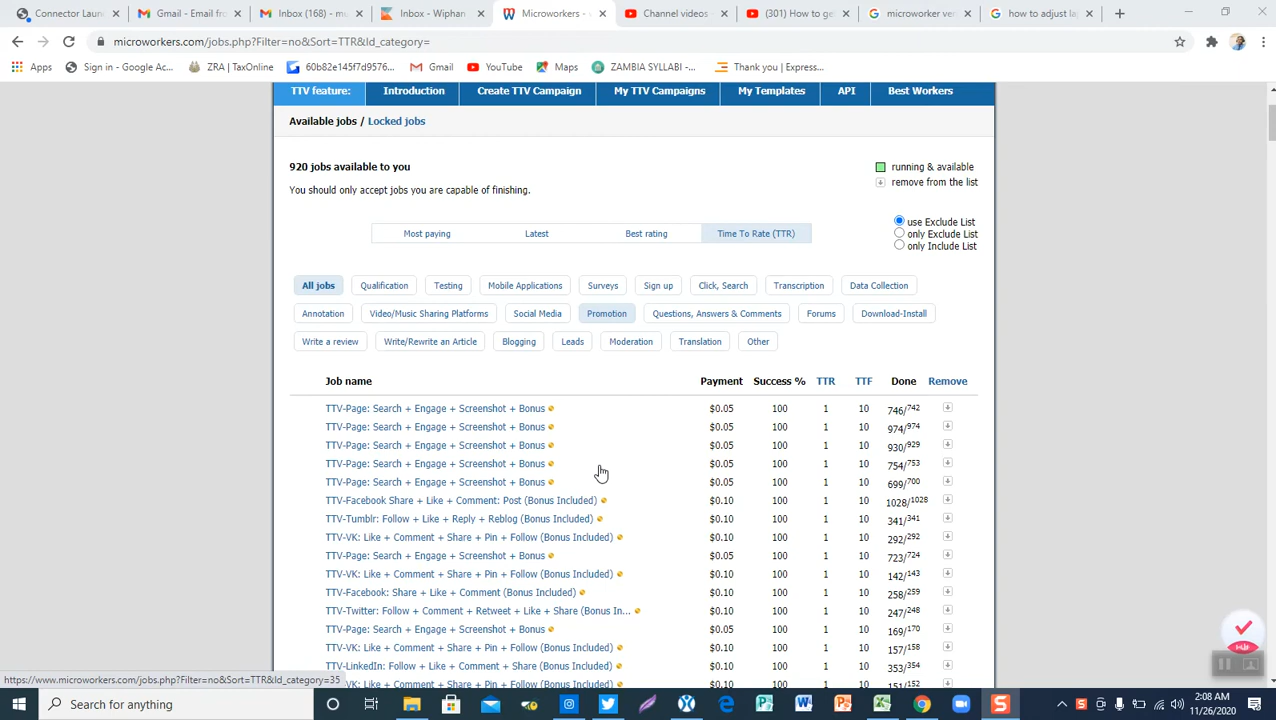 Connector Launc
Gmail - Email fro
Inbox (168) - mu
Inbox - Wiphan
Microworkers - w
Channel videos
(301) How to ge
microworker ver
how to adjust la
microworkers.com/jobs.php?Filter=no&Sort=TTR&Id_category=
Apps
Sign in - Google Ac...
ZRA | TaxOnline
60b82e145f7d9576...
Gmail
YouTube
Maps
ZAMBIA SYLLABI -...
Thank you | Express...
TTV feature: Introduction Create TTV Campaign My TTV Campaigns My Templates API Best Workers
Available jobs / Locked jobs
920 jobs available to you
running & available
remove from the list
You should only accept jobs you are capable of finishing.
use Exclude List
only Exclude List
only Include List
Most paying Latest Best rating Time To Rate (TTR)
All jobs Qualification Testing Mobile Applications Surveys Sign up Click, Search Transcription Data Collection
Annotation Video/Music Sharing Platforms Social Media Promotion Questions, Answers & Comments Forums Download-Install
Write a review Write/Rewrite an Article Blogging Leads Moderation Translation Other
Job name Payment Success % TTR TTF Done Remove
TTV-Page: Search + Engage + Screenshot + Bonus $0.05 100 1 10 746/742
TTV-Page: Search + Engage + Screenshot + Bonus $0.05 100 1 10 974/974
TTV-Page: Search + Engage + Screenshot + Bonus $0.05 100 1 10 930/929
TTV-Page: Search + Engage + Screenshot + Bonus $0.05 100 1 10 754/753
TTV-Page: Search + Engage + Screenshot + Bonus $0.05 100 1 10 699/700
TTV-Facebook Share + Like + Comment: Post (Bonus Included) $0.10 100 1 10 1028/1028
TTV-Tumblr: Follow + Like + Reply + Reblog (Bonus Included) $0.10 100 1 10 341/341
TTV-VK: Like + Comment + Share + Pin + Follow (Bonus Included) $0.10 100 1 10 292/292
TTV-Page: Search + Engage + Screenshot + Bonus $0.05 100 1 10 723/724
TTV-VK: Like + Comment + Share + Pin + Follow (Bonus Included) $0.10 100 1 10 142/143
TTV-Facebook: Share + Like + Comment (Bonus Included) $0.10 100 1 10 258/259
TTV-Twitter: Follow + Comment + Retweet + Like + Share (Bonus In... $0.10 100 1 10 247/248
TTV-Page: Search + Engage + Screenshot + Bonus $0.05 100 1 10 169/170
TTV-VK: Like + Comment + Share + Pin + Follow (Bonus Included) $0.10 100 1 10 157/158
TTV-LinkedIn: Follow + Like + Comment + Share (Bonus Included) $0.10 100 1 10 353/354
TTV-VK: Like + Comment + Share + Pin + Follow (Bonus Included) $0.10 100 1 10 151/152
https://www.microworkers.com/jobs.php?Filter=no&Sort=TTR&Id_category=35
Search for anything
2:08 AM
11/26/2020